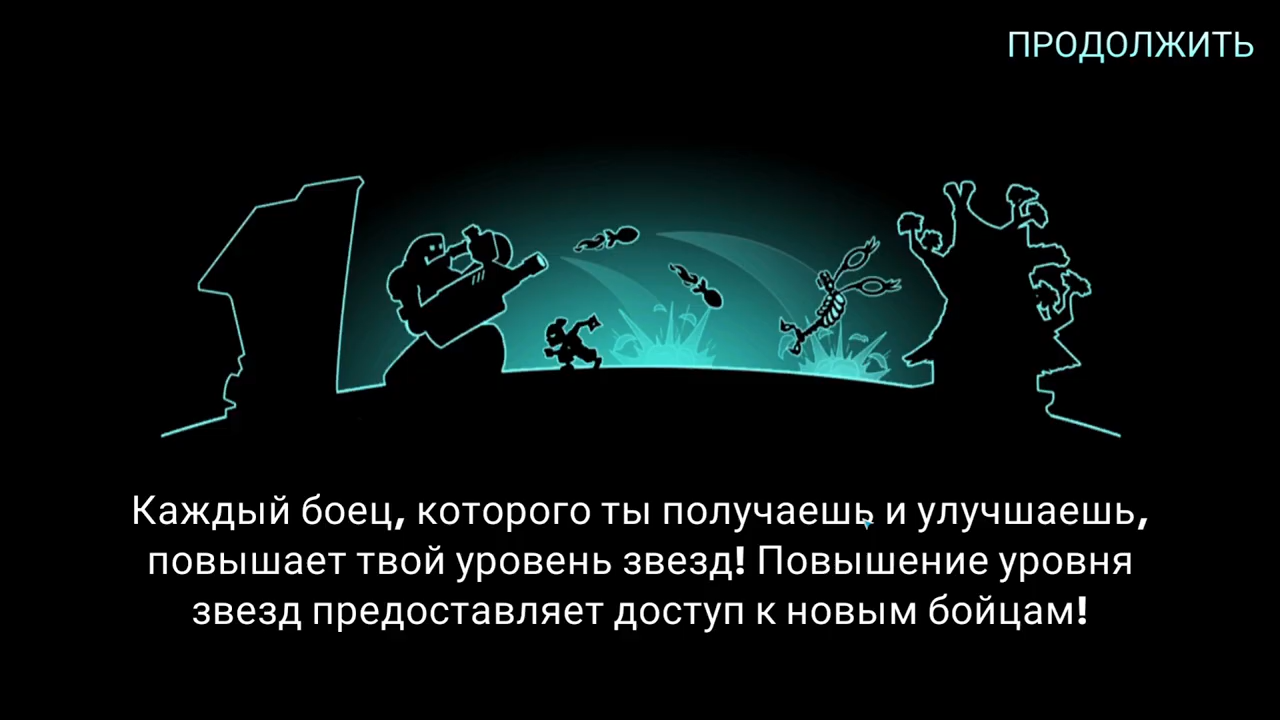 ПРОДОЛЖИТЬ
Каждый боец, которого ты получаешь и улучшаешь,
повышает твой уровень звезд! Повышение уровня
звезд предоставляет доступ к новым бойцам!